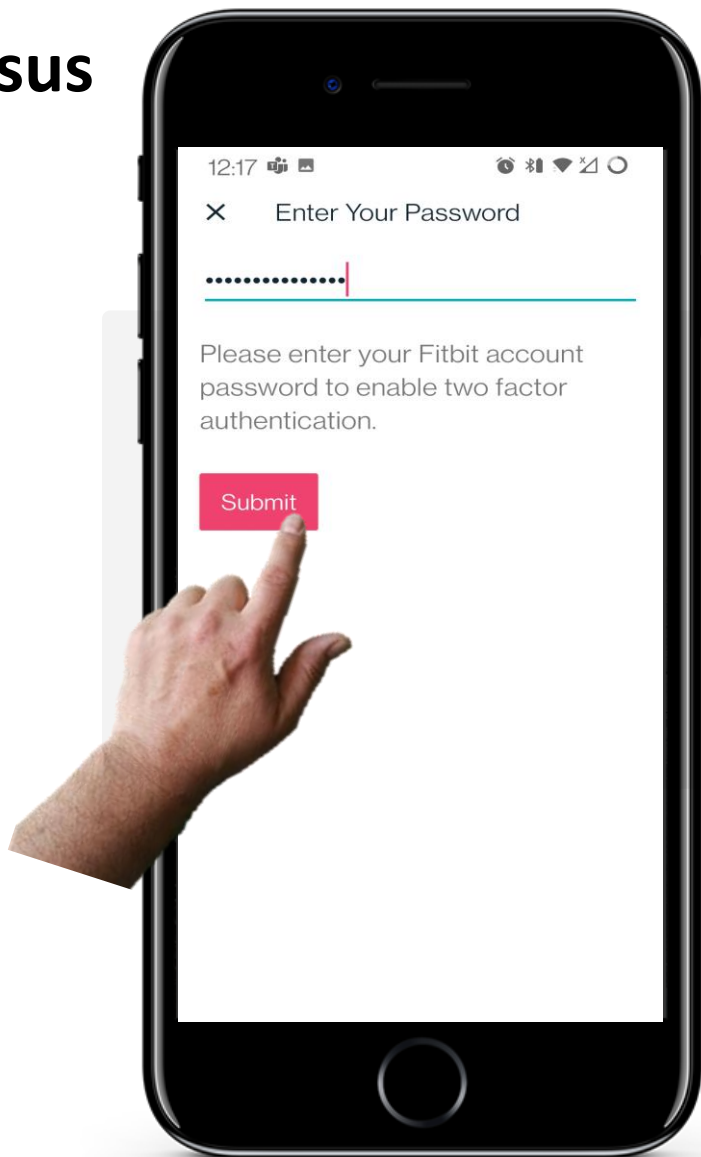 sus
12:17
Enter Your Password
•••••••••••••••
Please enter your Fitbit account
password to enable two factor
authentication.
Submit